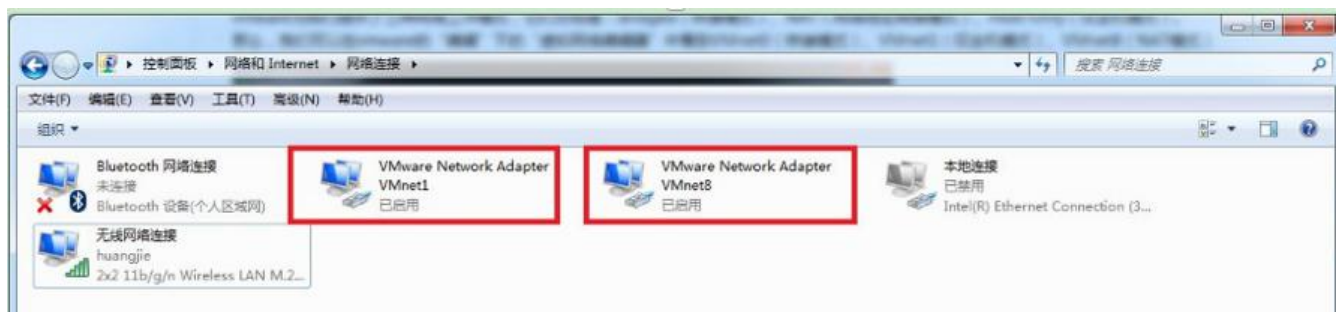 控制面板 ▸ 网络和 Internet ▸ 网络连接 ▸
搜索 网络连接
文件(F) 编辑(E) 查看(V) 工具(T) 高级(N) 帮助(H)
组织
Bluetooth 网络连接
未连接
Bluetooth 设备(个人区域网)
VMware Network Adapter
VMnet1
已启用
VMware Network Adapter
VMnet8
已启用
本地连接
已禁用
Intel(R) Ethernet Connection (3...
无线网络连接
huangjie
2x2 11b/g/n Wireless LAN M.2...